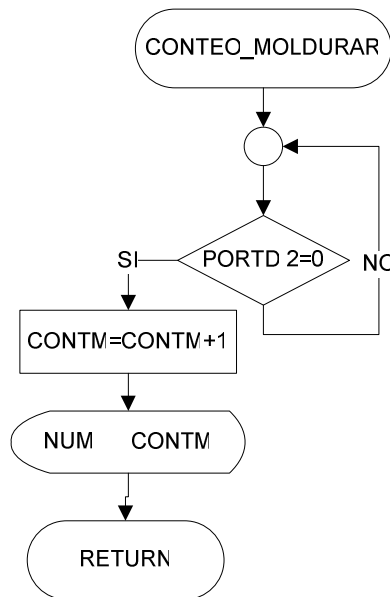 CONTEO_MOLDURAR
PORTD 2=0
SI
NO
CONTM=CONTM+1
NUM CONTM
RETURN